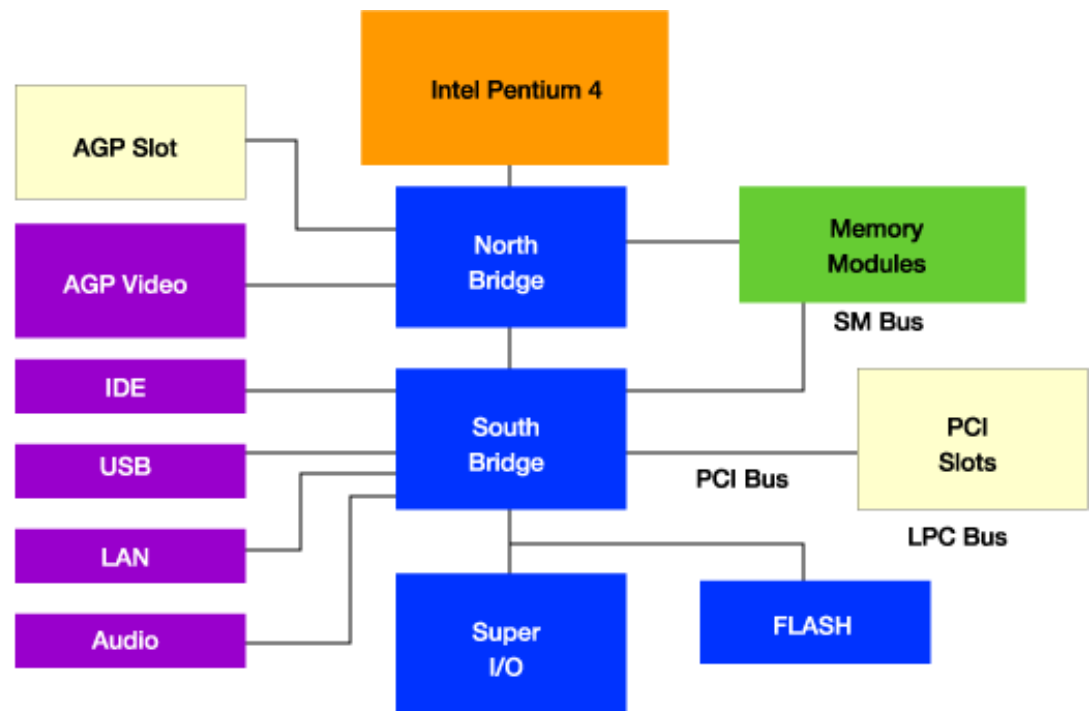 Intel Pentium 4
AGP Slot
North
Bridge
Memory
Modules
AGP Video
SM Bus
IDE
South
Bridge
PCI
Slots
USB
PCI Bus
LPC Bus
LAN
Audio
Super
I/O
FLASH